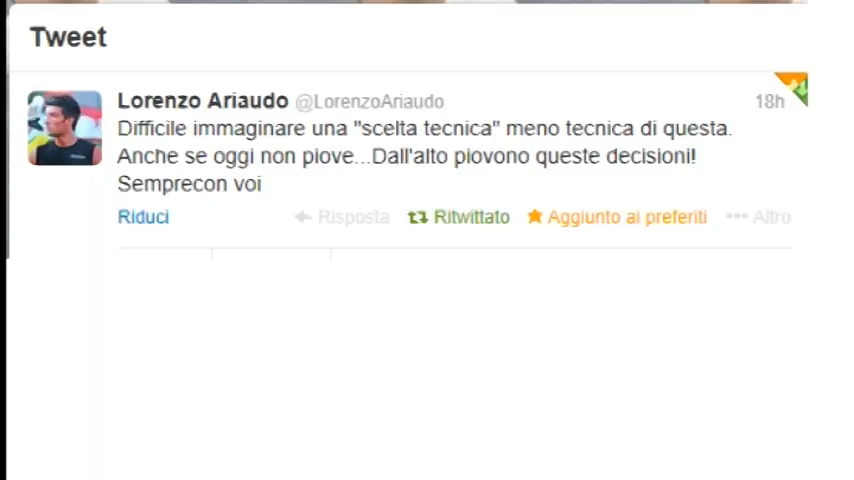 Tweet
Lorenzo Ariaudo @LorenzoAriaudo 18h
Difficile immaginare una "scelta tecnica" meno tecnica di questa.
Anche se oggi non piove...Dall'alto piovono queste decisioni!
Semprecon voi
Riduci Risposta Ritwittato Aggiunto ai preferiti Altro